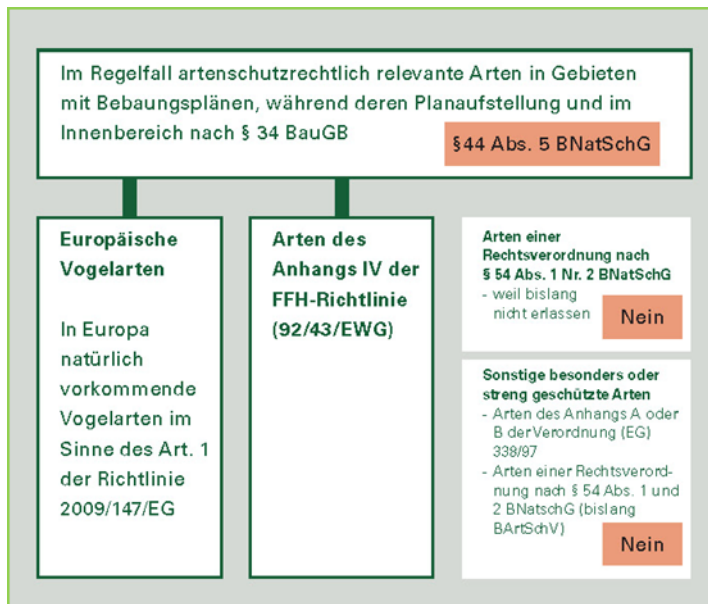 Im Regelfall artenschutzrechtlich relevante Arten in Gebieten
mit Bebaungsplänen, während deren Planaufstellung und im
Innenbereich nach § 34 BauGB
§44 Abs. 5 BNatSchG
Europäische
Vogelarten
In Europa
natürlich
vorkommende
Vogelarten im
Sinne des Art. 1
der Richtlinie
2009/147/EG
Arten des
Anhangs IV der
FFH-Richtlinie
(92/43/EWG)
Arten einer
Rechtsverordnung nach
§ 54 Abs. 1 Nr. 2 BNatSchG
- weil bislang
nicht erlassen
Nein
Sonstige besonders oder
streng geschützte Arten
- Arten des Anhangs A oder
B der Verordnung (EG)
338/97
- Arten einer Rechtsverord-
nung nach § 54 Abs. 1 und
2 BNatschG (bislang
BArtSchV)
Nein